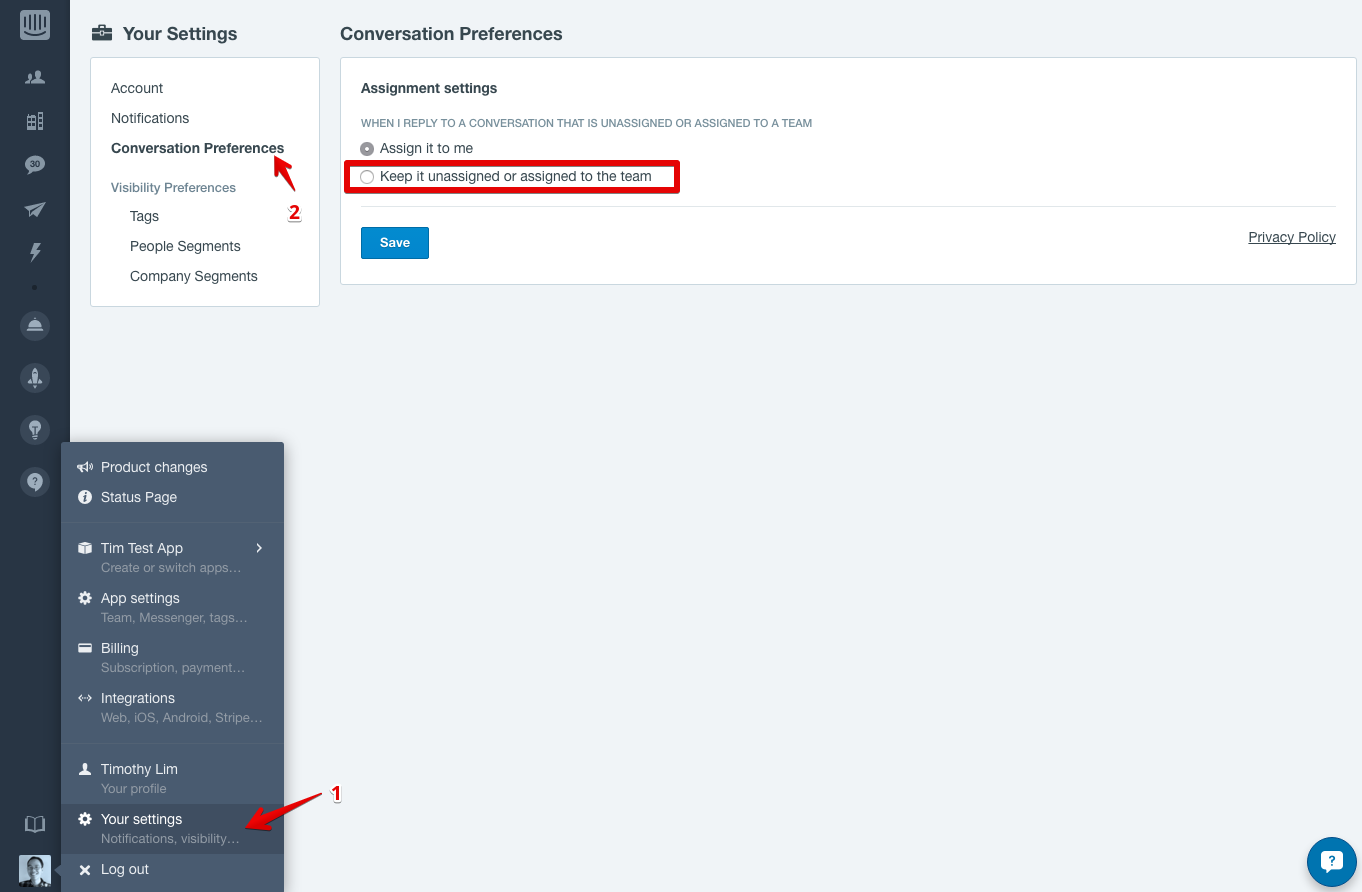 Your Settings
Account
Notifications
Conversation Preferences
Visibility Preferences
Tags
People Segments
Company Segments
2
Conversation Preferences
Assignment settings
WHEN I REPLY TO A CONVERSATION THAT IS UNASSIGNED OR ASSIGNED TO A TEAM
Assign it to me
Keep it unassigned or assigned to the team
Save
Privacy Policy
30
?
Product changes
Status Page
Tim Test App
Create or switch apps…
App settings
Team, Messenger, tags…
Billing
Subscription, payment…
Integrations
Web, iOS, Android, Stripe…
Timothy Lim
Your profile
Your settings
Notifications, visibility…
Log out
1
?